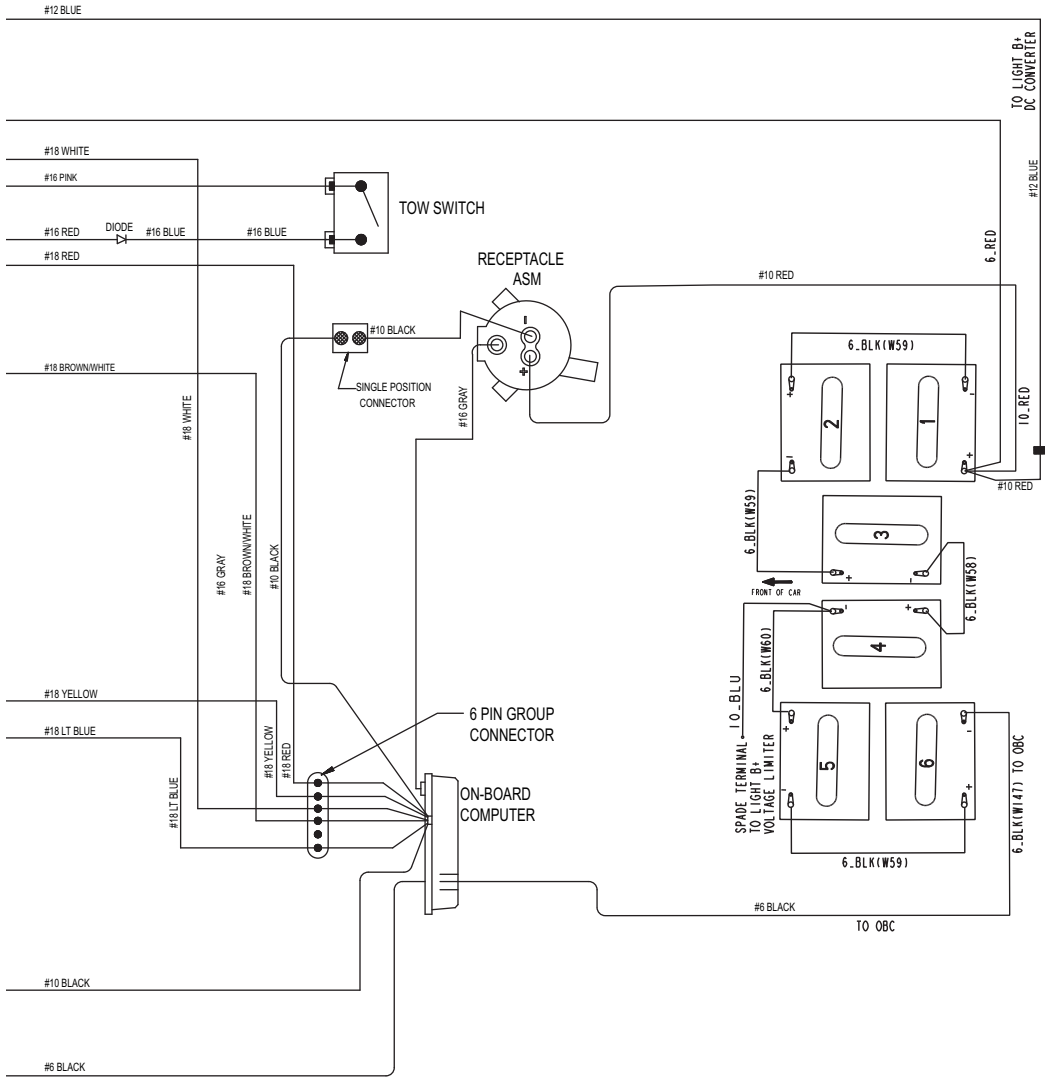 #12 BLUE
TO LIGHT B+
DC CONVERTER
#18 WHITE
#16 PINK
#12 BLUE
TOW SWITCH
#16 RED
DIODE
#16 BLUE
#16 BLUE
#18 RED
6_RED
RECEPTACLE
ASM
#10 RED
-
+
#10 BLACK
SINGLE POSITION
CONNECTOR
#16 GRAY
#18 BROWN/WHITE
#18 WHITE
6_BLK(W59)
+
-
2
1
-
+
10_RED
#10 RED
6_BLK(W59)
3
+
-
6_BLK(W58)
FRONT OF CAR
-
+
4
6_BLK(W60)
#16 GRAY
#18 BROWN/WHITE
#10 BLACK
#18 YELLOW
#18 LT BLUE
6 PIN GROUP
CONNECTOR
#18 YELLOW
#18 RED
#18 LT BLUE
ON-BOARD
COMPUTER
10_BLU
SPADE TERMINAL
TO LIGHT B+
VOLTAGE LIMITER
+
-
5
6
-
+
6_BLK(W147) TO OBC
6_BLK(W59)
#6 BLACK
TO OBC
#10 BLACK
#6 BLACK